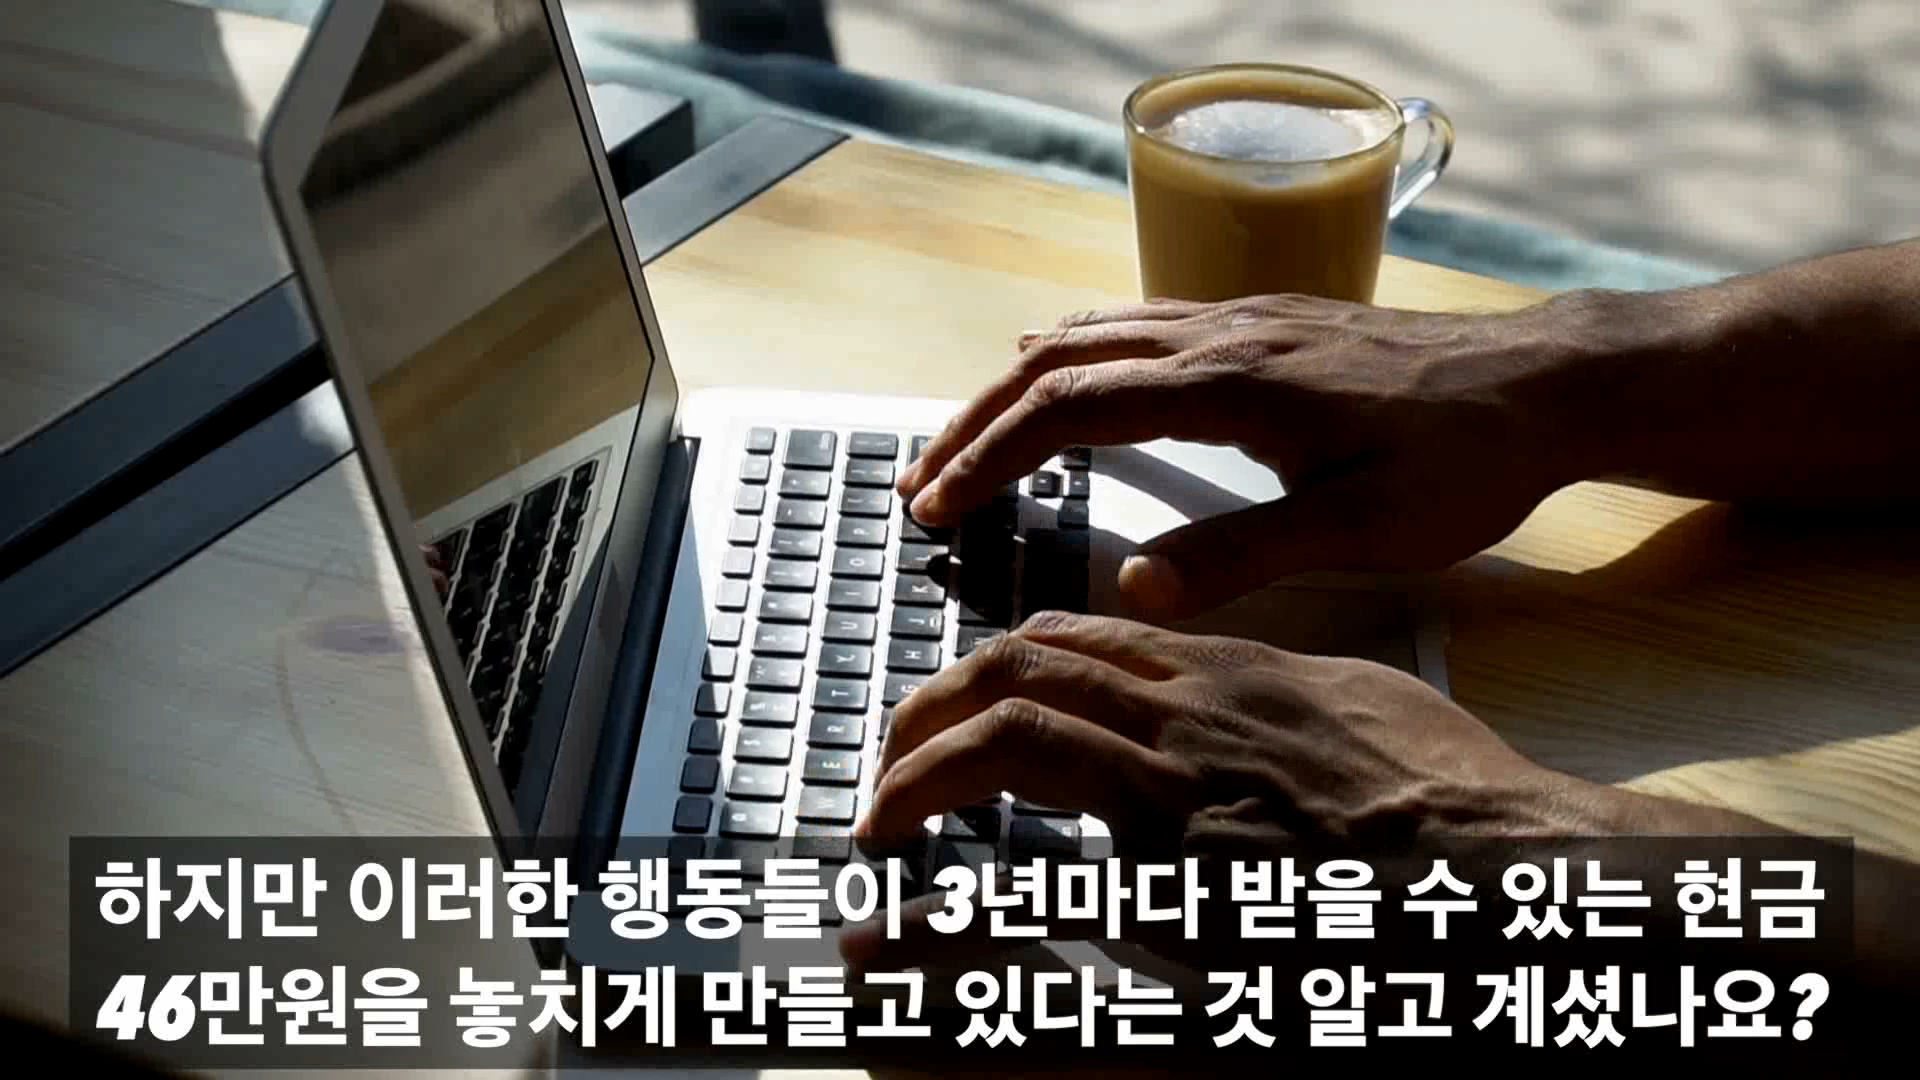 하지만 이러한 행동들이 3년마다 받을 수 있는 현금
46만원을 놓치게 만들고 있다는 것 알고 계셨나요?